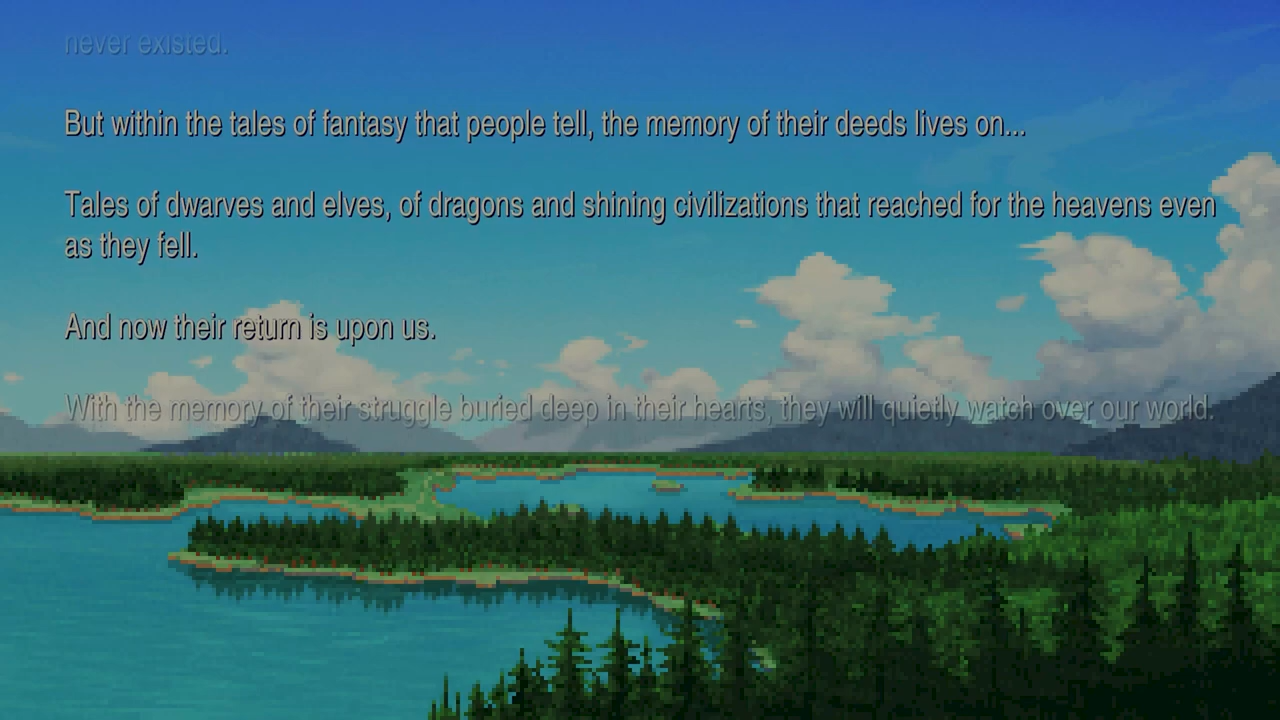 never existed.
But within the tales of fantasy that people tell, the memory of their deeds lives on...
Tales of dwarves and elves, of dragons and shining civilizations that reached for the heavens even
as they fell.
And now their return is upon us.
With the memory of their struggle buried deep in their hearts, they will quietly watch over our world.